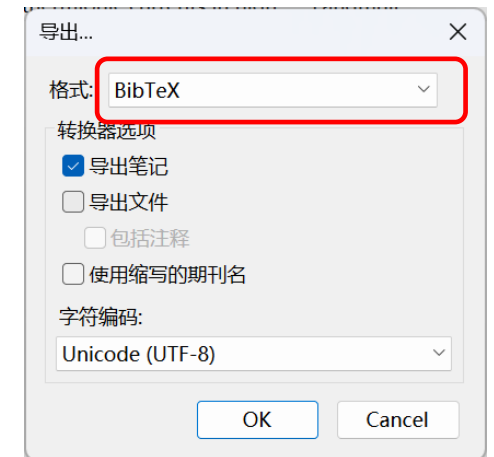 导出...
格式: BibTeX
转换器选项
导出笔记
导出文件
包括注释
使用缩写的期刊名
字符编码:
Unicode (UTF-8)
OK Cancel